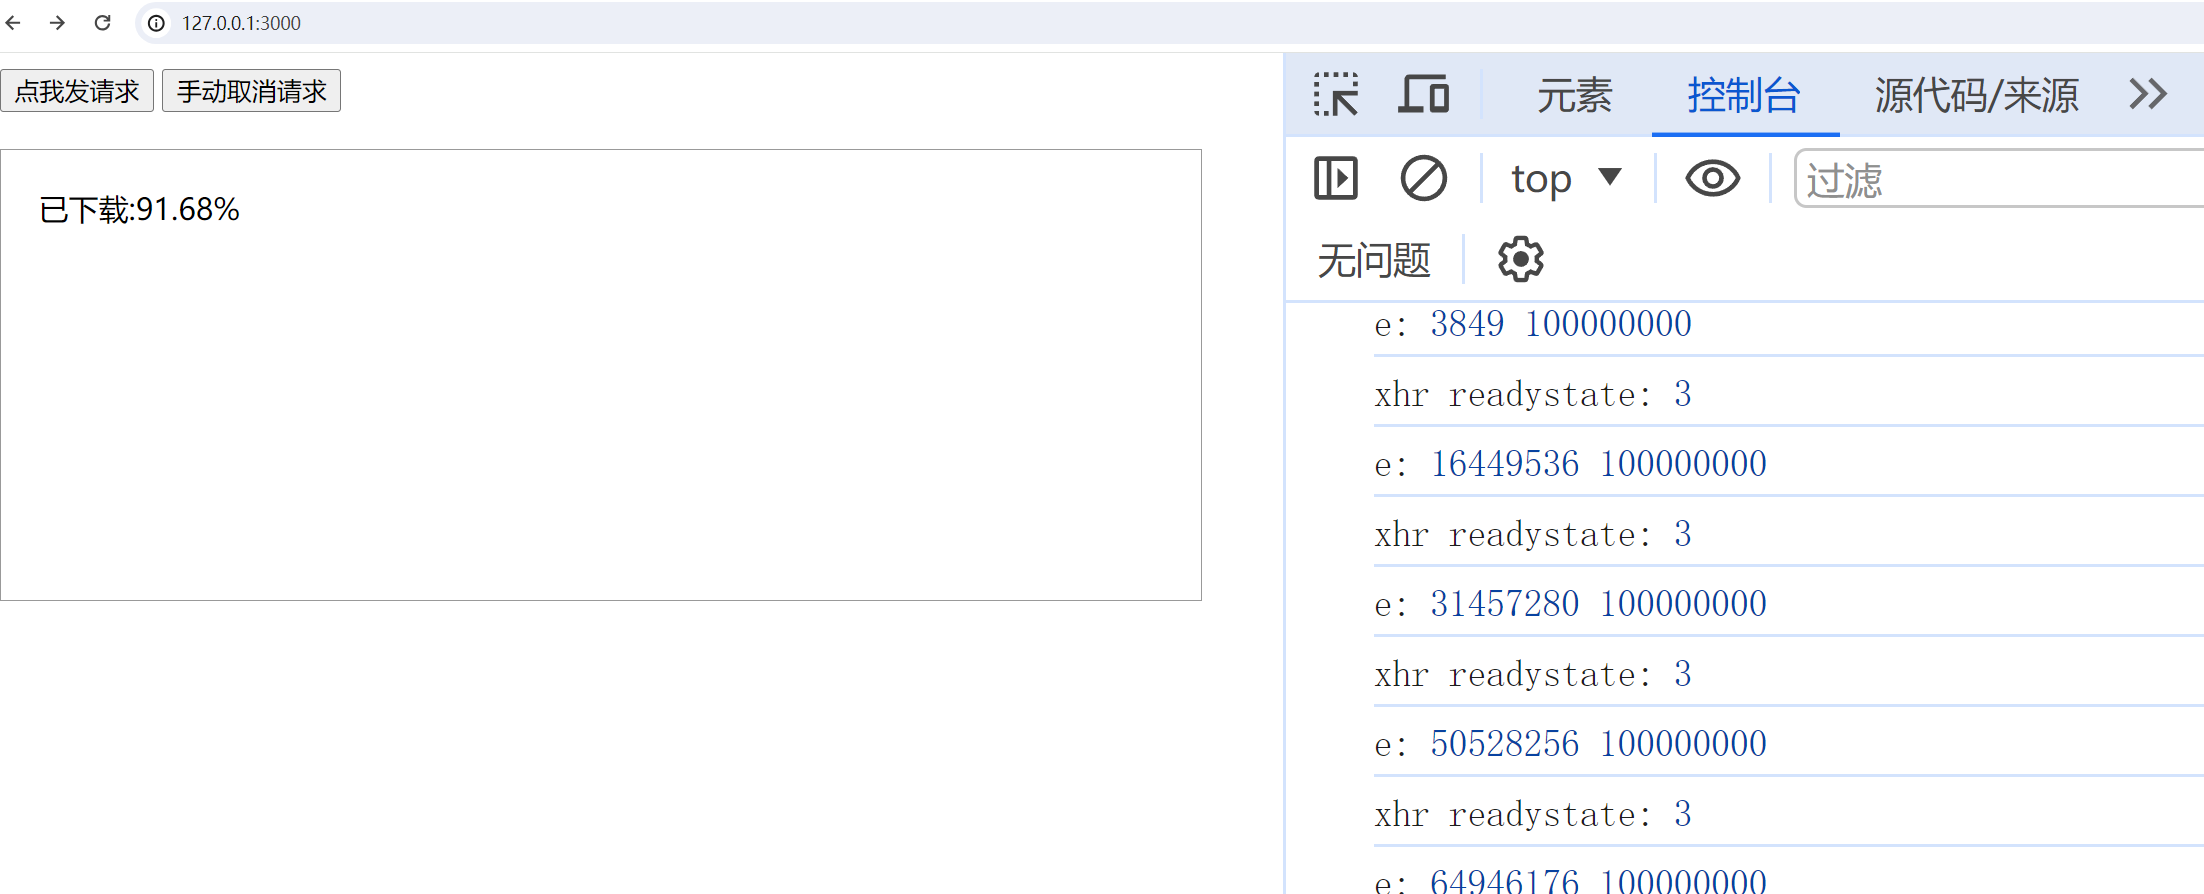 127.0.0.1:3000
点我发请求 手动取消请求
已下载:91.68%
元素 控制台 源代码/来源
top 过滤
无问题
e: 3849 100000000
xhr readystate: 3
e: 16449536 100000000
xhr readystate: 3
e: 31457280 100000000
xhr readystate: 3
e: 50528256 100000000
xhr readystate: 3
e: 64946176 100000000